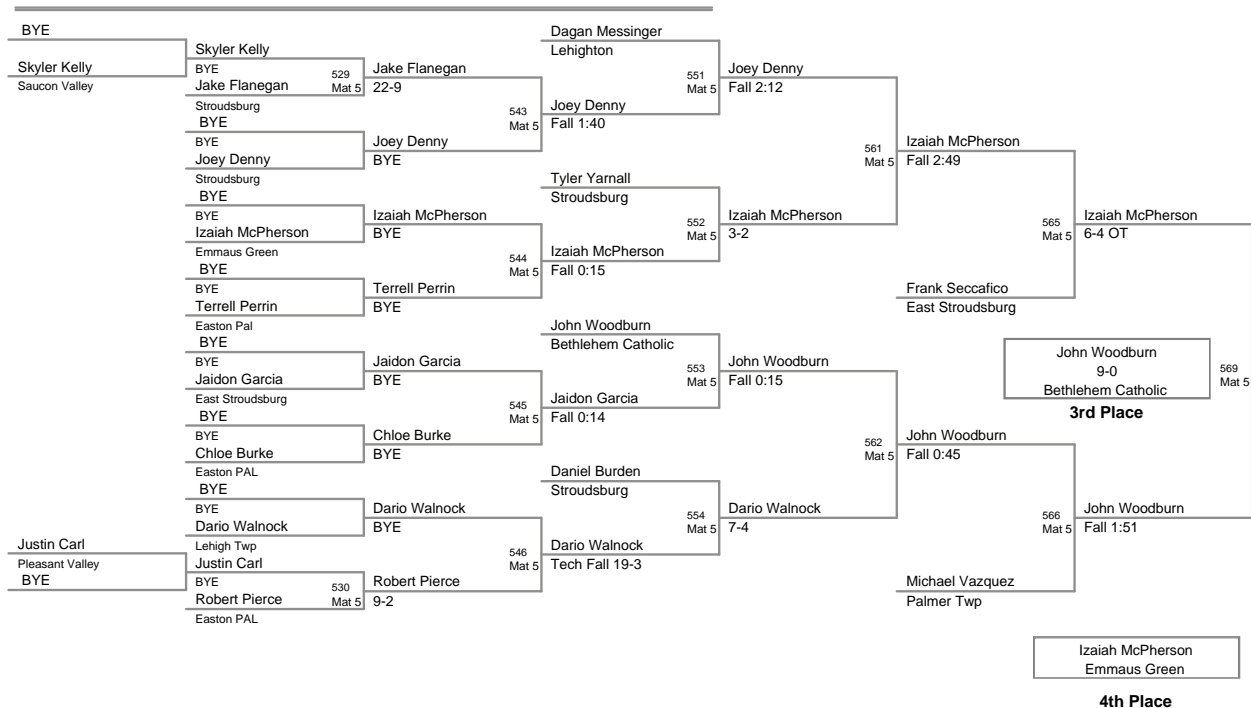 BYE
Skyler Kelly
Saucon Valley
Justin Carl
Pleasant Valley
BYE
Skyler Kelly
BYE
Jake Flanegan
Stroudsburg
529
Mat 5
BYE
BYE
Joey Denny
Stroudsburg
BYE
BYE
Izaiah McPherson
Emmaus Green
BYE
BYE
Terrell Perrin
Easton Pal
BYE
BYE
Jaidon Garcia
East Stroudsburg
BYE
BYE
Chloe Burke
Easton PAL
BYE
BYE
Dario Walnock
Lehigh Twp
Justin Carl
BYE
Robert Pierce
Easton PAL
530
Mat 5
Jake Flanegan
22-9
543
Mat 5
Joey Denny
BYE
Izaiah McPherson
BYE
544
Mat 5
Terrell Perrin
BYE
Jaidon Garcia
BYE
545
Mat 5
Chloe Burke
BYE
Dario Walnock
BYE
546
Mat 5
Robert Pierce
9-2
Dagan Messinger
Lehighton
551
Mat 5
Joey Denny
Fall 1:40
Tyler Yarnall
Stroudsburg
552
Mat 5
Izaiah McPherson
Fall 0:15
John Woodburn
Bethlehem Catholic
553
Mat 5
Jaidon Garcia
Fall 0:14
Daniel Burden
Stroudsburg
554
Mat 5
Dario Walnock
Tech Fall 19-3
Joey Denny
Fall 2:12
561
Mat 5
Izaiah McPherson
3-2
John Woodburn
Fall 0:15
562
Mat 5
Dario Walnock
7-4
Izaiah McPherson
Fall 2:49
565
Mat 5
Frank Seccafico
East Stroudsburg
John Woodburn
Fall 0:45
566
Mat 5
Michael Vazquez
Palmer Twp
Izaiah McPherson
6-4 OT
John Woodburn
9-0
Bethlehem Catholic
3rd Place
569
Mat 5
John Woodburn
Fall 1:51
Izaiah McPherson
Emmaus Green
4th Place